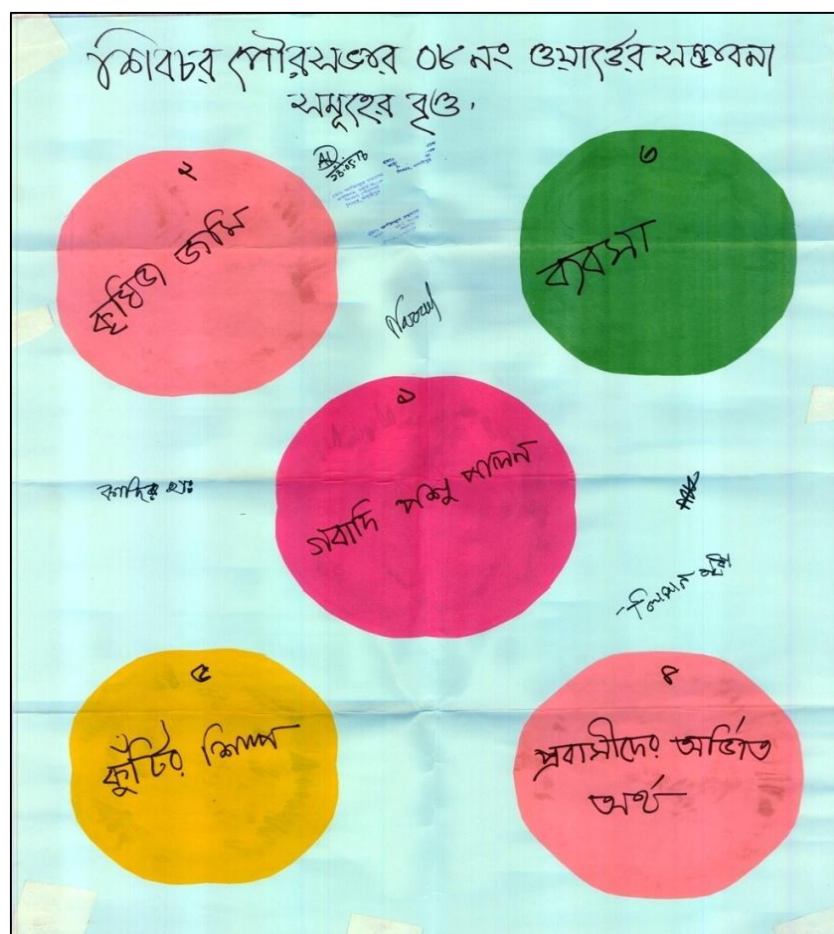 শিবচর পৌরসভার ০৮ নং ওয়ার্ডের সম্ভাবনা
সমূহের বৃত্ত
২
কৃষিজ জমি
৩
ব্যবসা
১
গবাদি পশু পালন
৫
কুঁটির শিল্প
৪
প্রবাসীদের অর্জিত
অর্থ